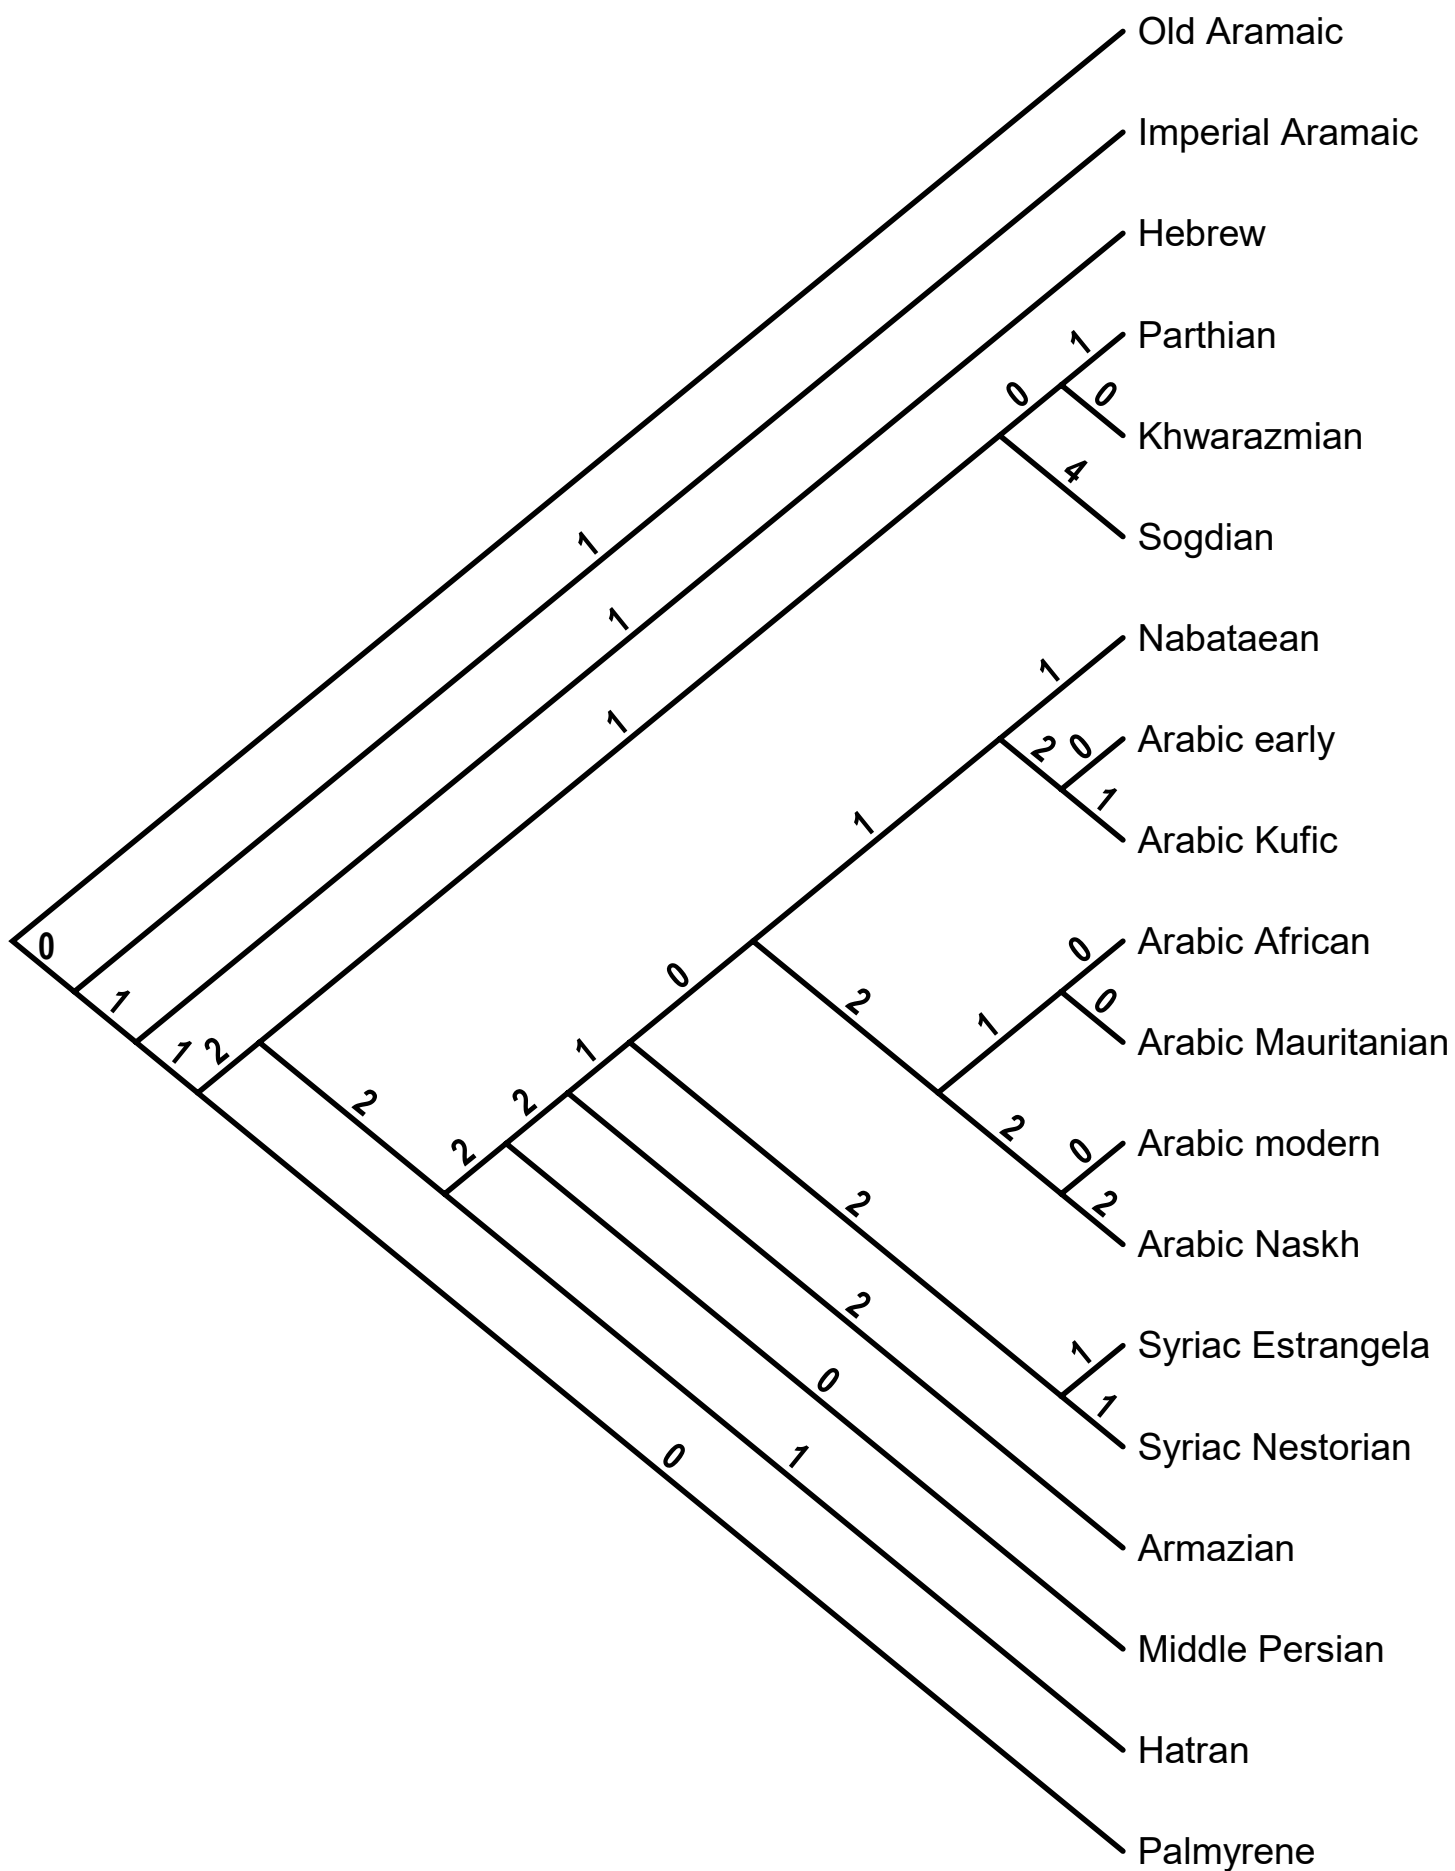 Old Aramaic
Imperial Aramaic
Hebrew
1
Parthian
0
0
Khwarazmian
4
Sogdian
1
1
Nabataean
1
1
2
0
Arabic early
1
Arabic Kufic
1
0
0
Arabic African
0
2
0
1
1
0
Arabic Mauritanian
1
2
1
2
2
2
2
0
Arabic modern
2
2
Arabic Naskh
2
1
Syriac Estrangela
2
0
1
Syriac Nestorian
0
1
Armazian
Middle Persian
Hatran
Palmyrene